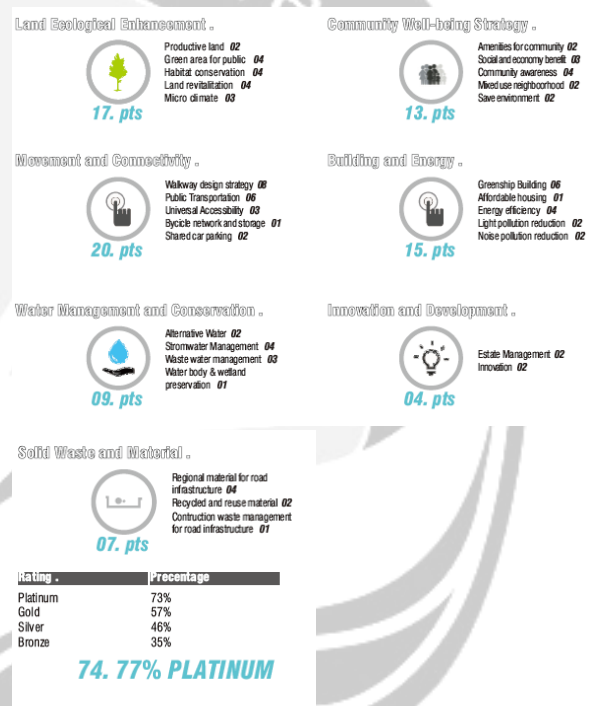 Land Ecological Enhancement .
Productive land 02
Green area for public 04
Habitat conservation 04
Land revitalitation 04
Micro climate 03
17. pts
Community Well-being Strategy .
Amenities for community 02
Social and economy benefit 03
Community awareness 04
Mixed use neighboorhood 02
Save environment 02
13. pts
Movement and Connectivity .
Walkway design strategy 08
Public Transportation 06
Universal Accessibility 03
Bycicle network and storage 01
Shared car parking 02
20. pts
Building and Energy .
Greenship Building 06
Affordable housing 01
Energy efficiency 04
Light pollution reduction 02
Noise pollution reduction 02
15. pts
Water Management and Conservation .
Alternative Water 02
Stromwater Management 04
Waste water management 03
Water body & wetland
preservation 01
09. pts
Innovation and Development .
Estate Management 02
Innovation 02
04. pts
Solid Waste and Material .
Regional material for road
infrastructure 04
Recycled and reuse material 02
Contruction waste management
for road infrastructure 01
07. pts
Rating . Precentage
Platinum 73%
Gold 57%
Silver 46%
Bronze 35%
74. 77% PLATINUM